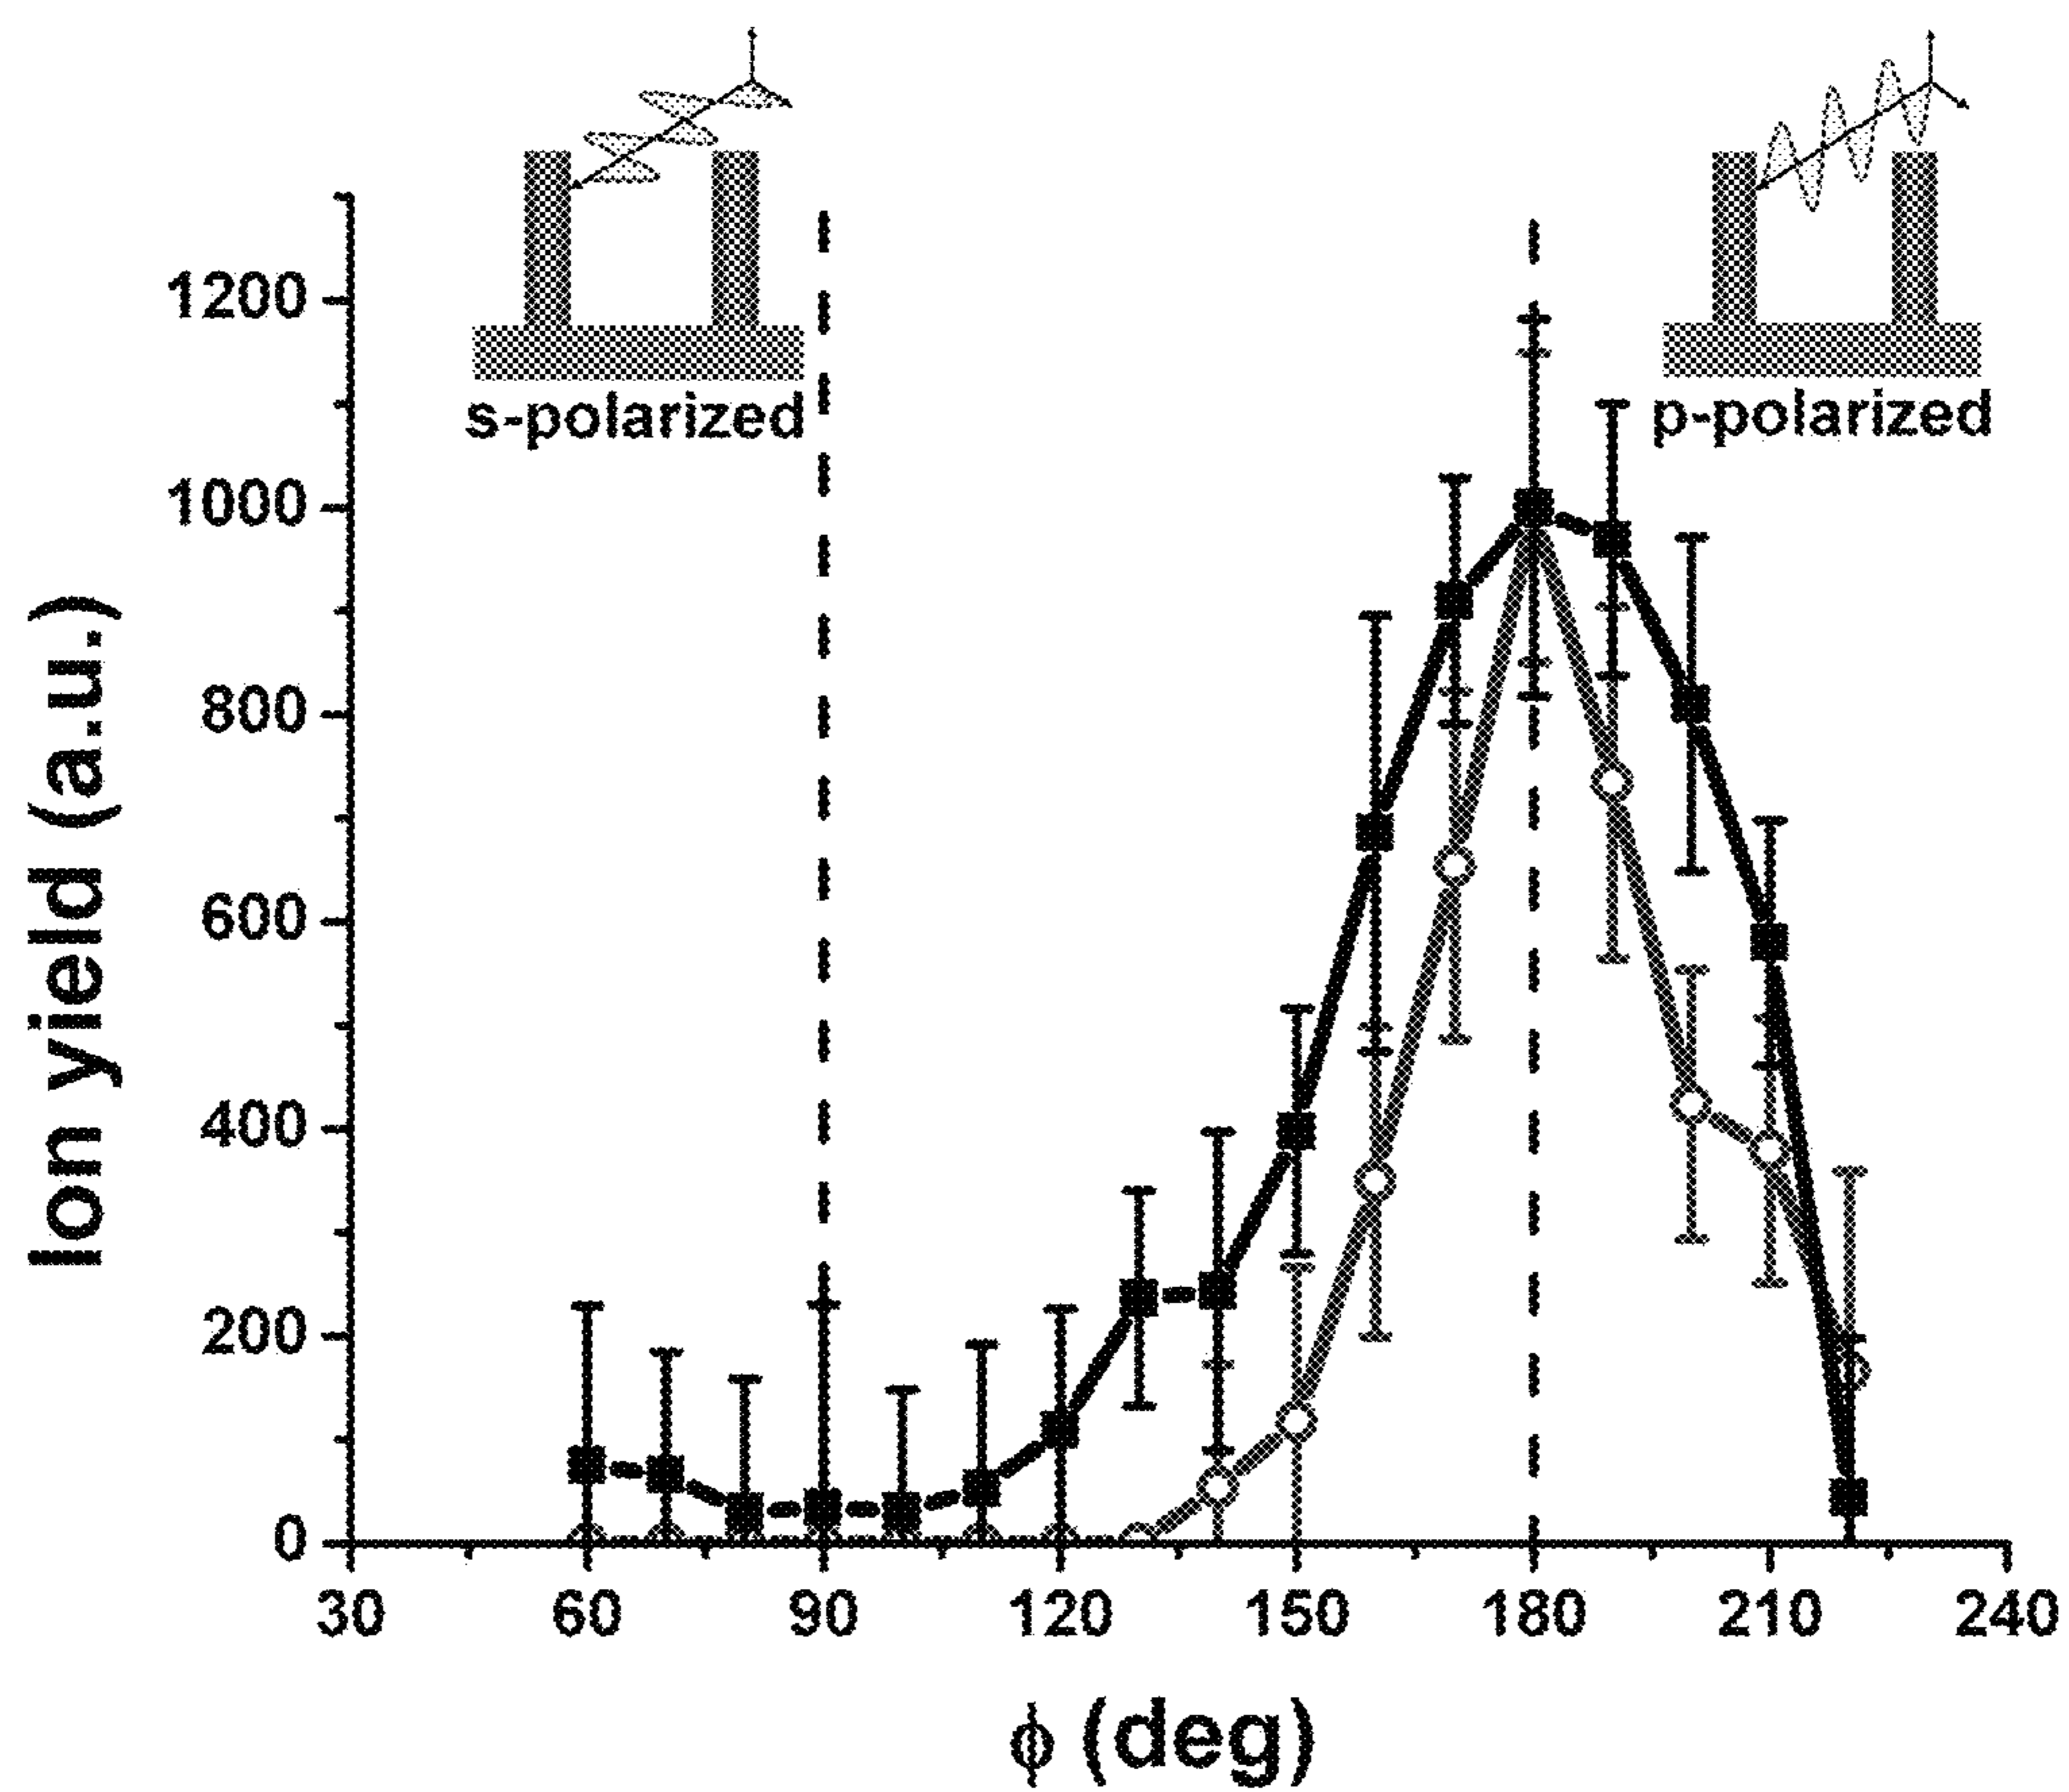 s-polarized
p-polarized
Ion yield (a.u.)
1200
1000
800
600
400
200
0
30 60 90 120 150 180 210 240
ϕ (deg)